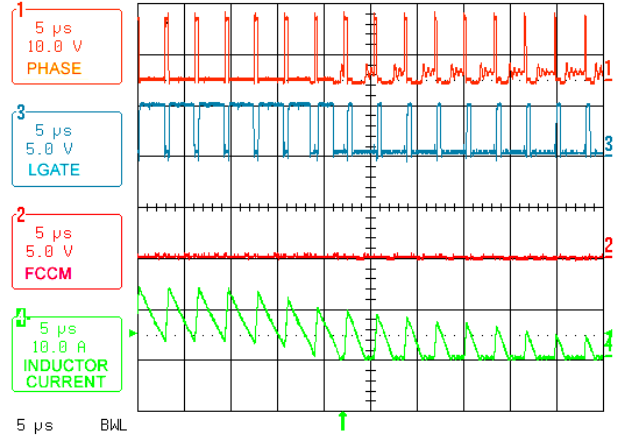 1
5 µs
10.0 V
PHASE
1
3
5 µs
5.0 V
LGATE
3
2
5 µs
5.0 V
FCCM
2
4
5 µs
10.0 A
INDUCTOR
CURRENT
4
5 µs BWL